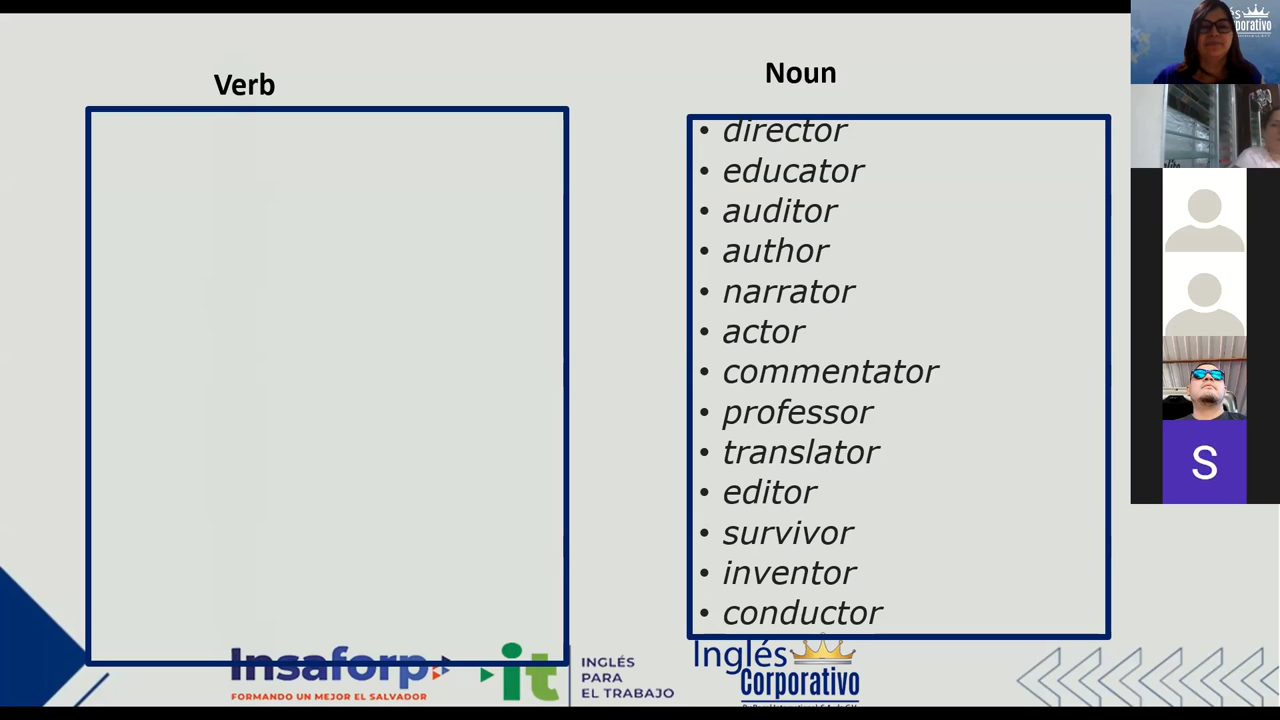 Verb
Noun
• director
• educator
• auditor
• author
• narrator
• actor
• commentator
• professor
• translator
• editor
• survivor
• inventor
• conductor
Insaforp
FORMANDO UN MEJOR EL SALVADOR
it
INGLÉS
PARA
EL TRABAJO
Inglés
Corporativo
S